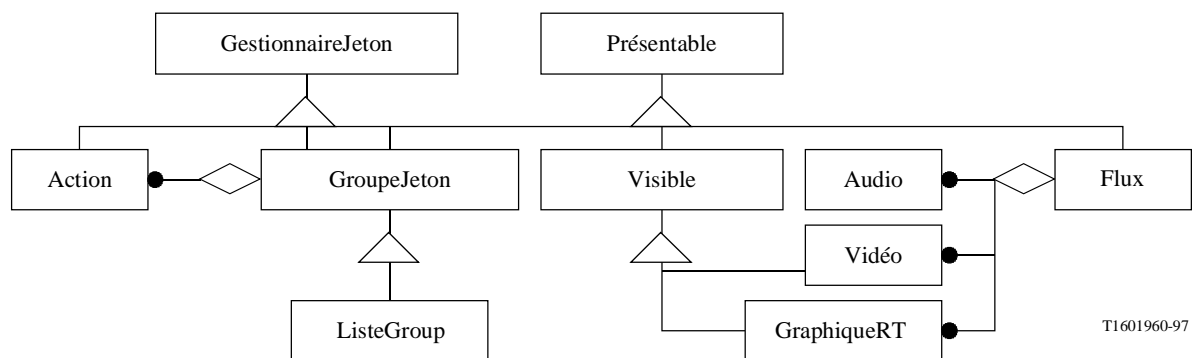 GestionnaireJeton
Présentable
Action
GroupeJeton
Visible
Audio
Flux
Vidéo
ListeGroup
GraphiqueRT
T1601960-97